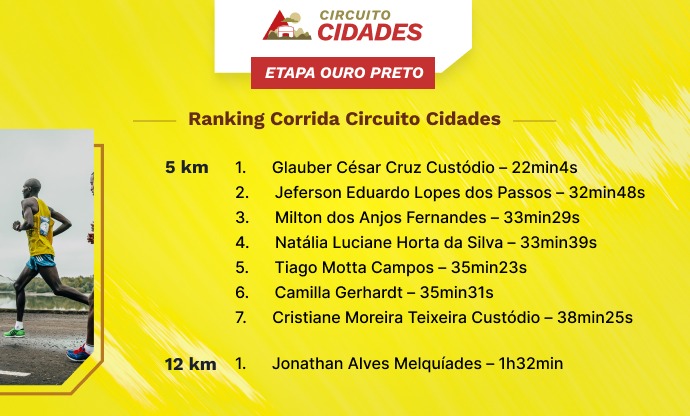 CIRCUITO
CIDADES
ETAPA OURO PRETO
Ranking Corrida Circuito Cidades
5 km 1. Glauber César Cruz Custódio – 22min4s
2. Jeferson Eduardo Lopes dos Passos – 32min48s
3. Milton dos Anjos Fernandes – 33min29s
4. Natália Luciane Horta da Silva – 33min39s
5. Tiago Motta Campos – 35min23s
6. Camilla Gerhardt – 35min31s
7. Cristiane Moreira Teixeira Custódio – 38min25s
12 km 1. Jonathan Alves Melquíades – 1h32min